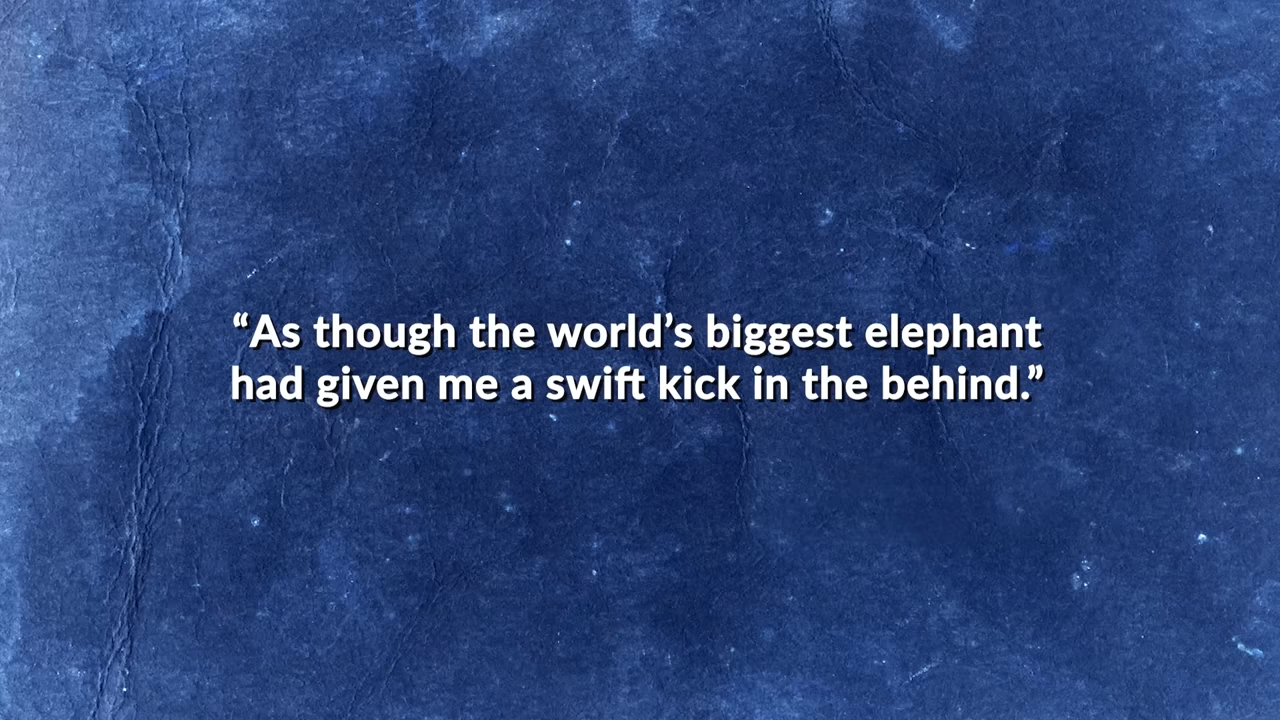 “As though the world’s biggest elephant
had given me a swift kick in the behind.”